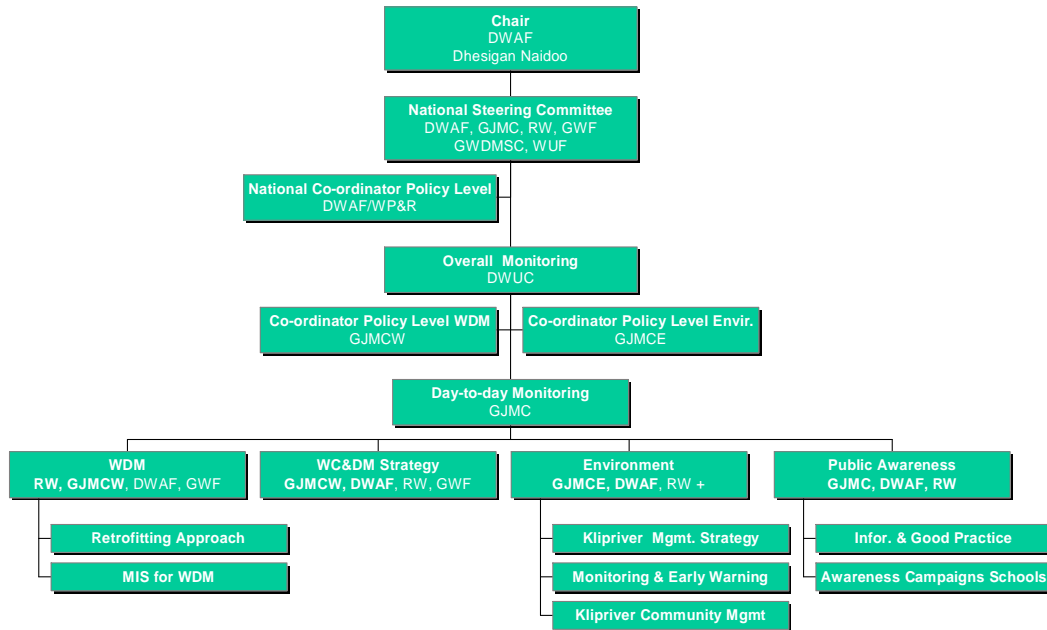 Chair
DWAF
Dhesigan Naidoo
National Steering Committee
DWAF, GJMC, RW, GWF
GWDMSC, WUF
National Co-ordinator Policy Level
DWAF/WP&R
Overall Monitoring
DWUC
Co-ordinator Policy Level WDM
GJMCW
Co-ordinator Policy Level Envir.
GJMCE
Day-to-day Monitoring
GJMC
WDM
RW, GJMCW, DWAF, GWF
WC&DM Strategy
GJMCW, DWAF, RW, GWF
Environment
GJMCE, DWAF, RW +
Public Awareness
GJMC, DWAF, RW
Retrofitting Approach
MIS for WDM
Klipriver Mgmt. Strategy
Monitoring & Early Warning
Klipriver Community Mgmt
Infor. & Good Practice
Awareness Campaigns Schools